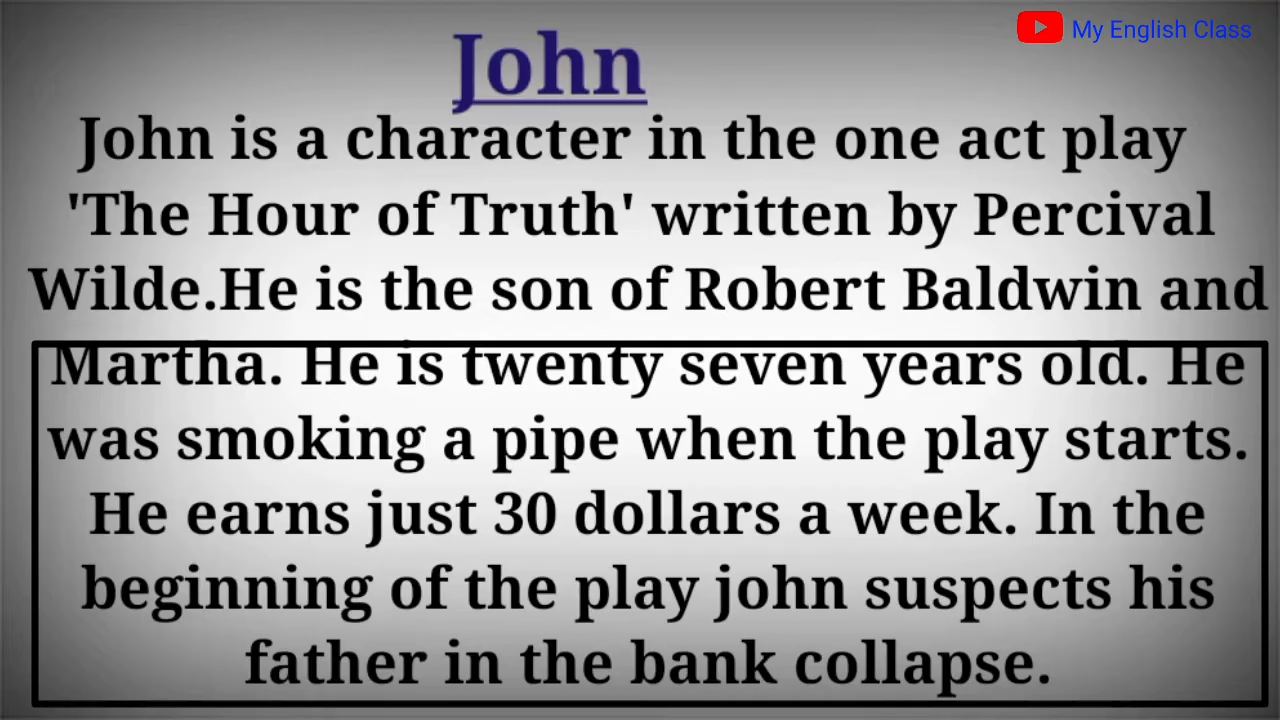 My English Class
John
John is a character in the one act play
'The Hour of Truth' written by Percival
Wilde.He is the son of Robert Baldwin and
Martha. He is twenty seven years old. He
was smoking a pipe when the play starts.
He earns just 30 dollars a week. In the
beginning of the play john suspects his
father in the bank collapse.